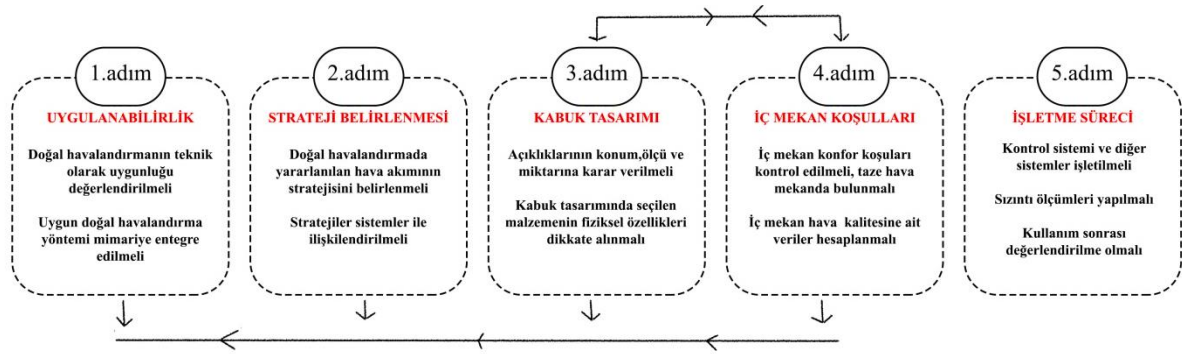 1.adım
UYGULANABİLİRLİK
Doğal havalandırmanın teknik
olarak uygunluğu
değerlendirilmeli
Uygun doğal havalandırma
yöntemi mimariye entegre
edilmeli
2.adım
STRATEJİ BELİRLENMESİ
Doğal havalandırmada
yararlanılan hava akımının
stratejisini belirlenmeli
Stratejiler sistemler ile
ilişkilendirilmeli
3.adım
KABUK TASARIMI
Açıklıklarının konum,ölçü ve
miktarına karar verilmeli
Kabuk tasarımında seçilen
malzemenin fiziksel özellikleri
dikkate alınmalı
4.adım
İÇ MEKAN KOŞULLARI
İç mekan konfor koşuları
kontrol edilmeli, taze hava
mekanda bulunmalı
İç mekan hava kalitesine ait
veriler hesaplanmalı
5.adım
İŞLETME SÜRECİ
Kontrol sistemi ve diğer
sistemler işletilmeli
Sızıntı ölçümleri yapılmalı
Kullanım sonrası
değerlendirilme olmalı